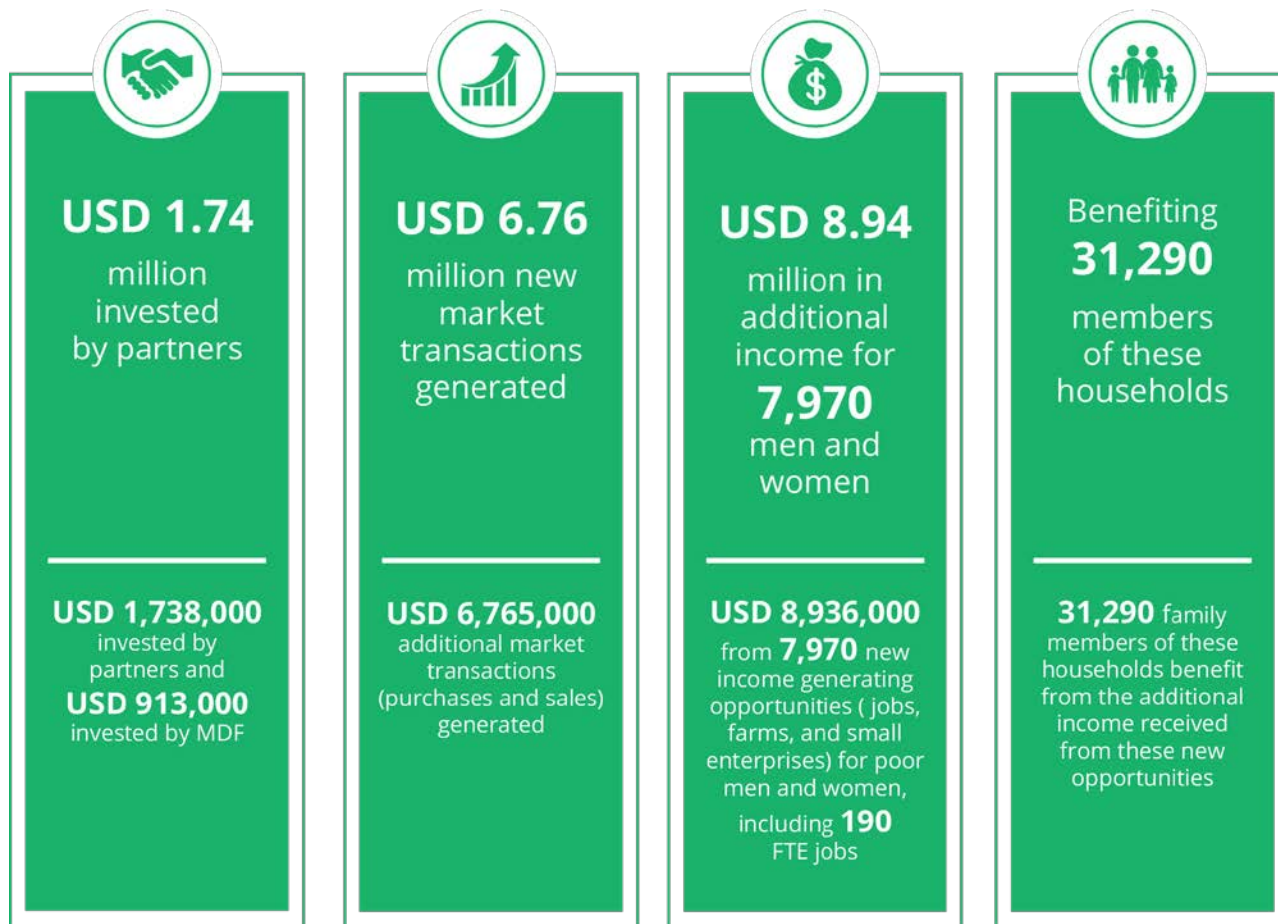 USD 1.74
million
invested
by partners
USD 1,738,000
invested by
partners and
USD 913,000
invested by MDF
USD 6.76
million new
market
transactions
generated
USD 6,765,000
additional market
transactions
(purchases and sales)
generated
USD 8.94
million in
additional
income for
7,970
men and
women
USD 8,936,000
from 7,970 new
income generating
opportunities ( jobs,
farms, and small
enterprises) for poor
men and women,
including 190
FTE jobs
Benefiting
31,290
members
of these
households
31,290 family
members of these
households benefit
from the additional
income received
from these new
opportunities